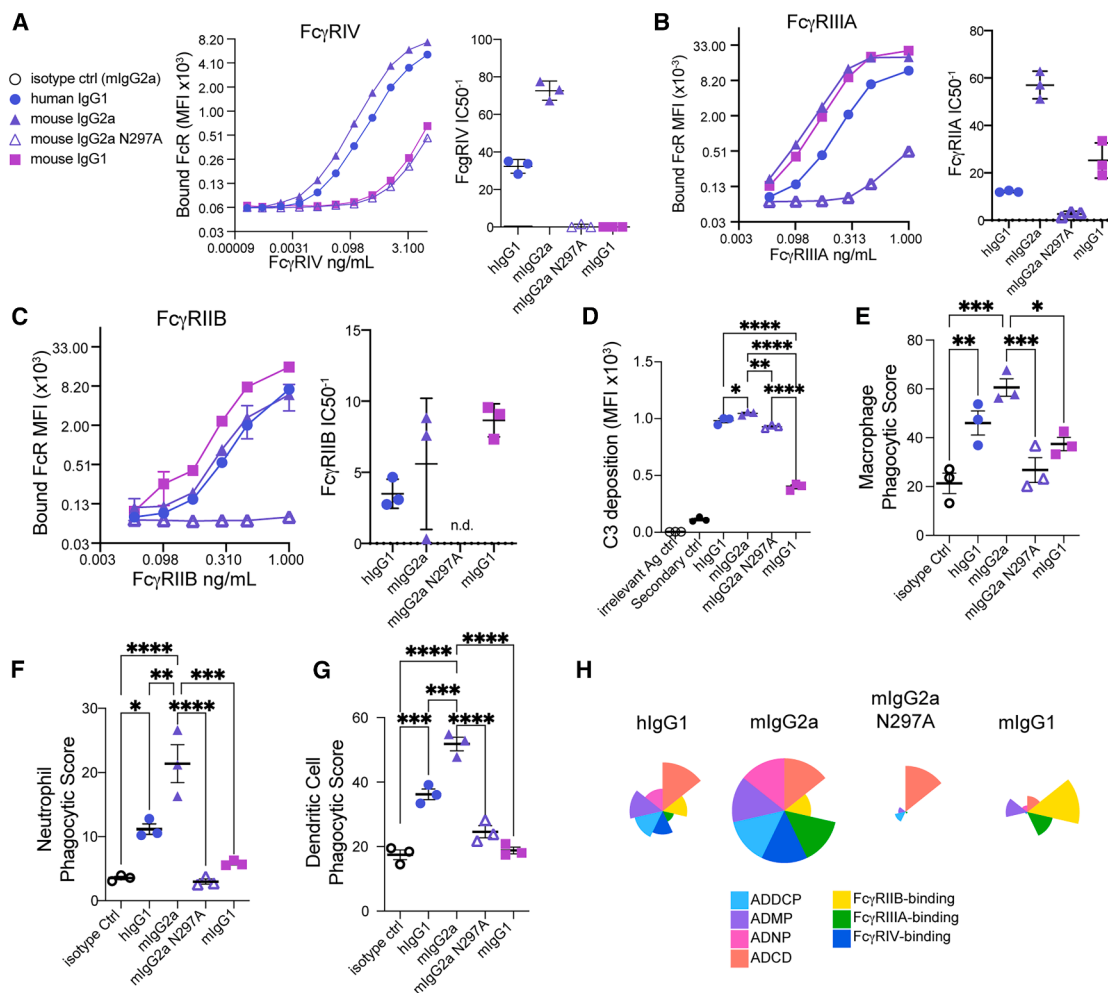 A
FcγRIV
isotype ctrl (mIgG2a)
human IgG1
mouse IgG2a
mouse IgG2a N297A
mouse IgG1
Bound FcR (MFI x10³)
8.20
4.10
2.00
1.00
0.51
0.26
0.13
0.06
0.03
0.00009
0.0031
0.098
3.100
FcγRIV ng/mL
FcgRIV IC50⁻¹
100
80
60
40
20
0
hIgG1
mIgG2a
mIgG2a N297A
mIgG1
B
FcγRIIIA
Bound FcR MFI (x10⁻³)
33.00
8.20
2.00
0.51
0.13
0.03
0.003
0.098
0.313
1.000
FcγRIIIA ng/mL
FcγRIIIA IC50⁻¹
80
60
40
20
0
hIgG1
mIgG2a
mIgG2a N297A
mIgG1
C
FcγRIIB
Bound FcR MFI (x10³)
33.00
8.20
2.00
0.51
0.13
0.03
0.003
0.098
0.310
1.000
FcγRIIB ng/mL
FcγRIIB IC50⁻¹
15
10
5
0
n.d.
hIgG1
mIgG2a
mIgG2a N297A
mIgG1
D
C3 deposition (MFI x10³)
1.5
1.0
0.5
0.0
****
****
**
*
****
irrelevant Ag ctrl
Secondary ctrl
hIgG1
mIgG2a
mIgG2a N297A
mIgG1
E
Macrophage
Phagocytic Score
100
80
60
40
20
0
***
*
**
***
isotype Ctrl
hIgG1
mIgG2a
mIgG2a N297A
mIgG1
F
Neutrophil
Phagocytic Score
30
20
10
0
****
**
***
*
****
isotype Ctrl
hIgG1
mIgG2a
mIgG2a N297A
mIgG1
G
Dendritic Cell
Phagocytic Score
60
40
20
0
****
****
***
***
****
isotype ctrl
hIgG1
mIgG2a
mIgG2a N297A
mIgG1
H
hIgG1
mIgG2a
mIgG2a
N297A
mIgG1
ADDCP
ADMP
ADNP
ADCD
FcγRIIB-binding
FcγRIIIA-binding
FcγRIV-binding